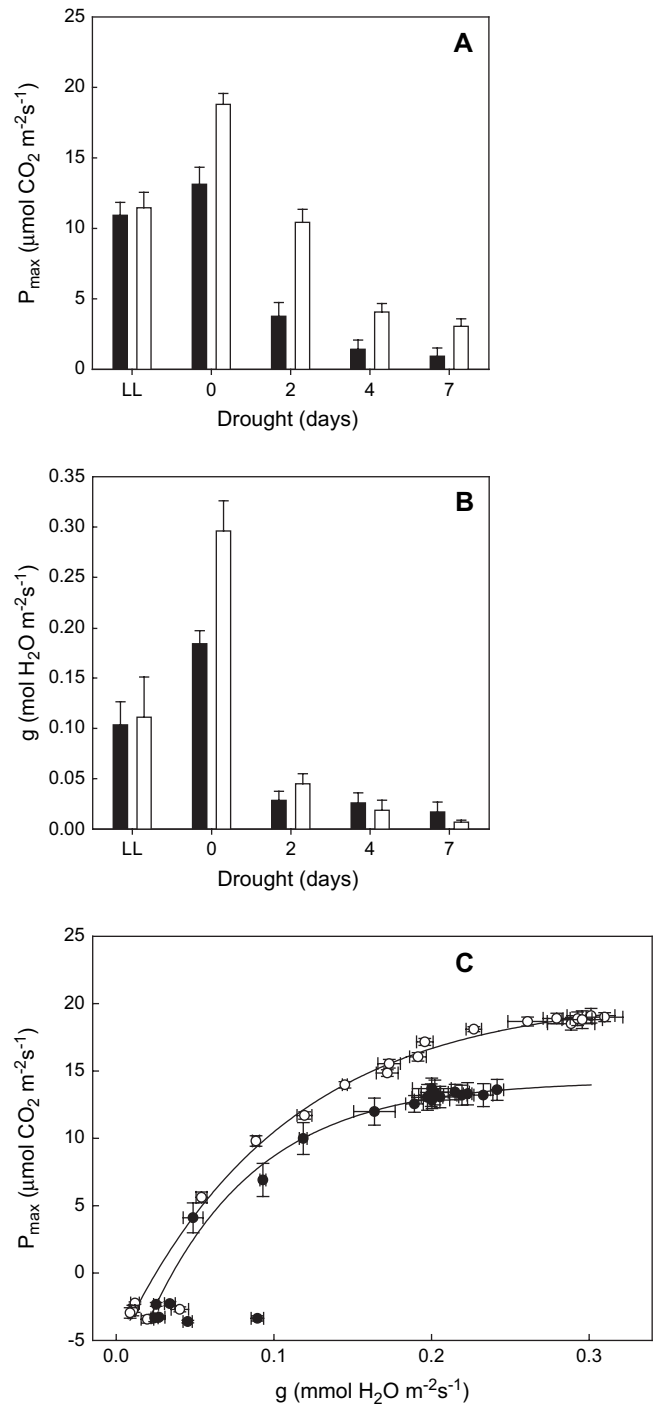 A
25
20
15
10
5
0
P_max (μmol CO₂ m⁻²s⁻¹)
LL 0 2 4 7
Drought (days)
B
0.35
0.30
0.25
0.20
0.15
0.10
0.05
0.00
g (mol H₂O m⁻²s⁻¹)
LL 0 2 4 7
Drought (days)
C
25
20
15
10
5
0
-5
P_max (μmol CO₂ m⁻²s⁻¹)
0.0 0.1 0.2 0.3
g (mmol H₂O m⁻²s⁻¹)